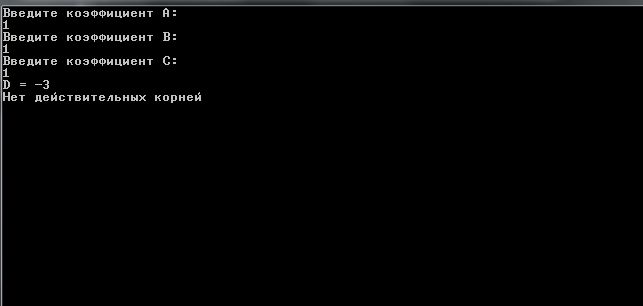 Введите коэффициент A:
1
Введите коэффициент B:
1
Введите коэффициент C:
1
D = -3
Нет действительных корней